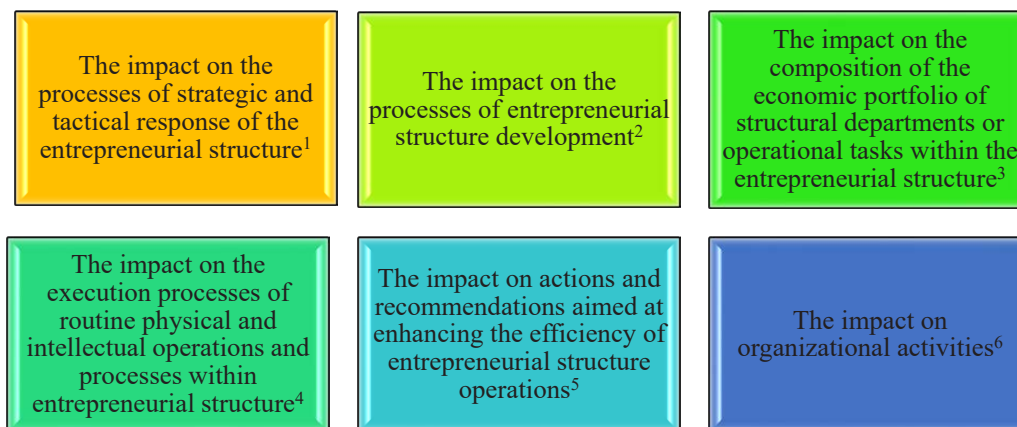 The impact on the
processes of strategic and
tactical response of the
entrepreneurial structure¹
The impact on the
processes of entrepreneurial
structure development²
The impact on the
composition of the
economic portfolio of
structural departments or
operational tasks within the
entrepreneurial structure³
The impact on the
execution processes of
routine physical and
intellectual operations and
processes within
entrepreneurial structure⁴
The impact on actions and
recommendations aimed at
enhancing the efficiency of
entrepreneurial structure
operations⁵
The impact on
organizational activities⁶